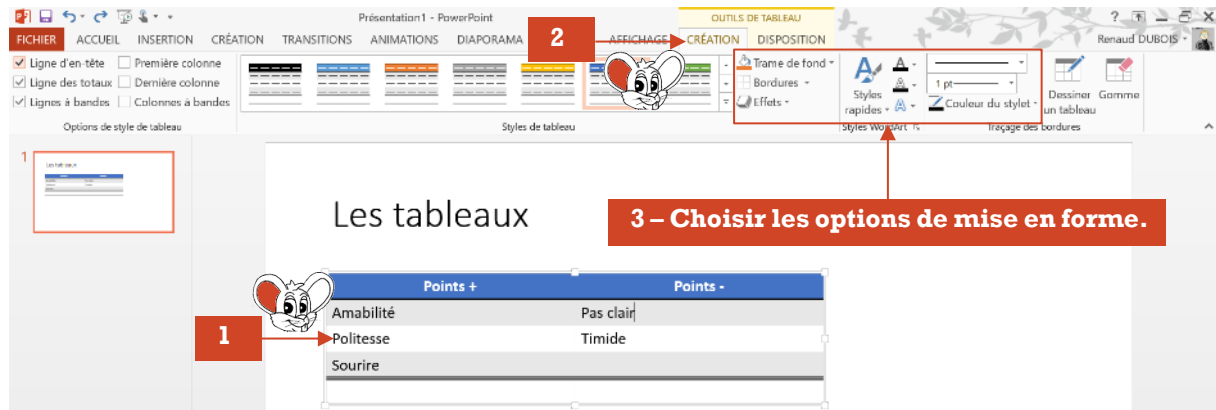 Présentation1 - PowerPoint
OUTILS DE TABLEAU
?
FICHIER ACCUEIL INSERTION CRÉATION TRANSITIONS ANIMATIONS DIAPORAMA 2 AFFICHAGE CRÉATION DISPOSITION Renaud DUBOIS
Ligne d'en-tête Première colonne
Ligne des totaux Dernière colonne
Lignes à bandes Colonnes à bandes
Options de style de tableau
Styles de tableau
Trame de fond
Bordures
Effets
Styles
rapides
A
A
A
A
Styles WordArt
1 pt
Couleur du stylet
Dessiner
un tableau
Gomme
Traçage des bordures
1
Les tableaux
3 – Choisir les options de mise en forme.
Points + Points -
Amabilité Pas clair
1
Politesse Timide
Sourire